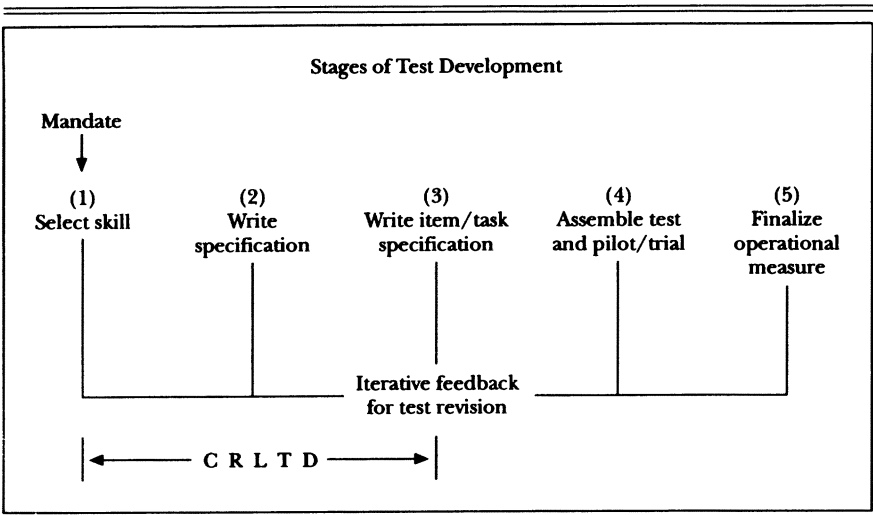 Stages of Test Development
Mandate
(1)
Select skill
(2)
Write
specification
(3)
Write item/task
specification
(4)
Assemble test
and pilot/trial
(5)
Finalize
operational
measure
Iterative feedback
for test revision
C R L T D